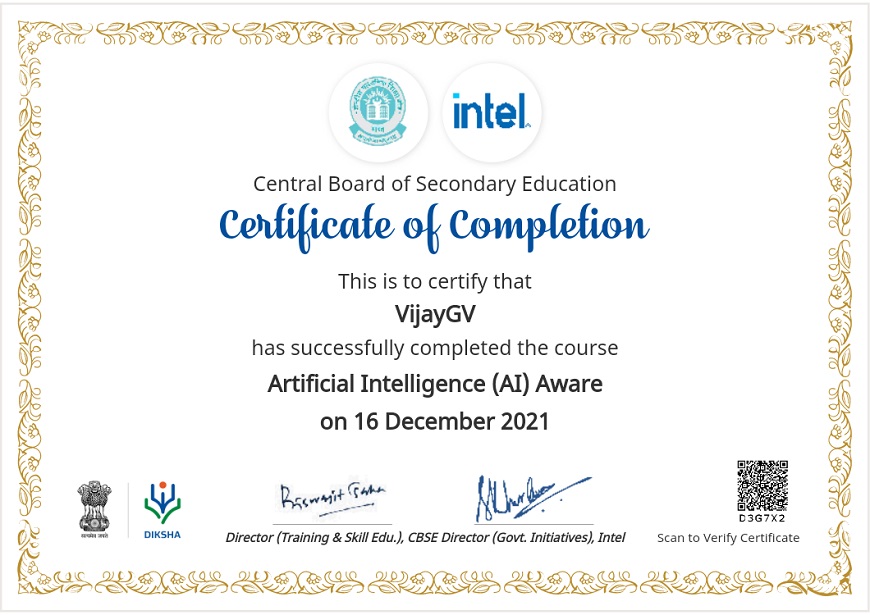 intel
Central Board of Secondary Education
Certificate of Completion
This is to certify that
VijayGV
has successfully completed the course
Artificial Intelligence (AI) Aware
on 16 December 2021
सत्यमेव जयते
DIKSHA
Director (Training & Skill Edu.), CBSE Director (Govt. Initiatives), Intel
D3G7X2
Scan to Verify Certificate